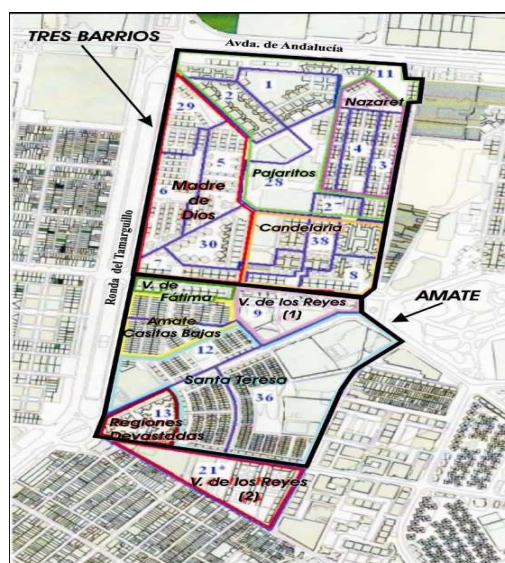 Avda. de Andalucía
TRES BARRIOS
11
1
2
29
Nazaret
4
3
5
Pajaritos
28
Madre
de
Dios
6
27
Candelaria
38
30
7
8
Ronda del Tamarguillo
V. de
Fátima
V. de los Reyes
(1)
9
AMATE
Amate
Casitas Bajas
12
Santa Teresa
36
13
Regiones
Devastadas
21*
V. de los Reyes
(2)